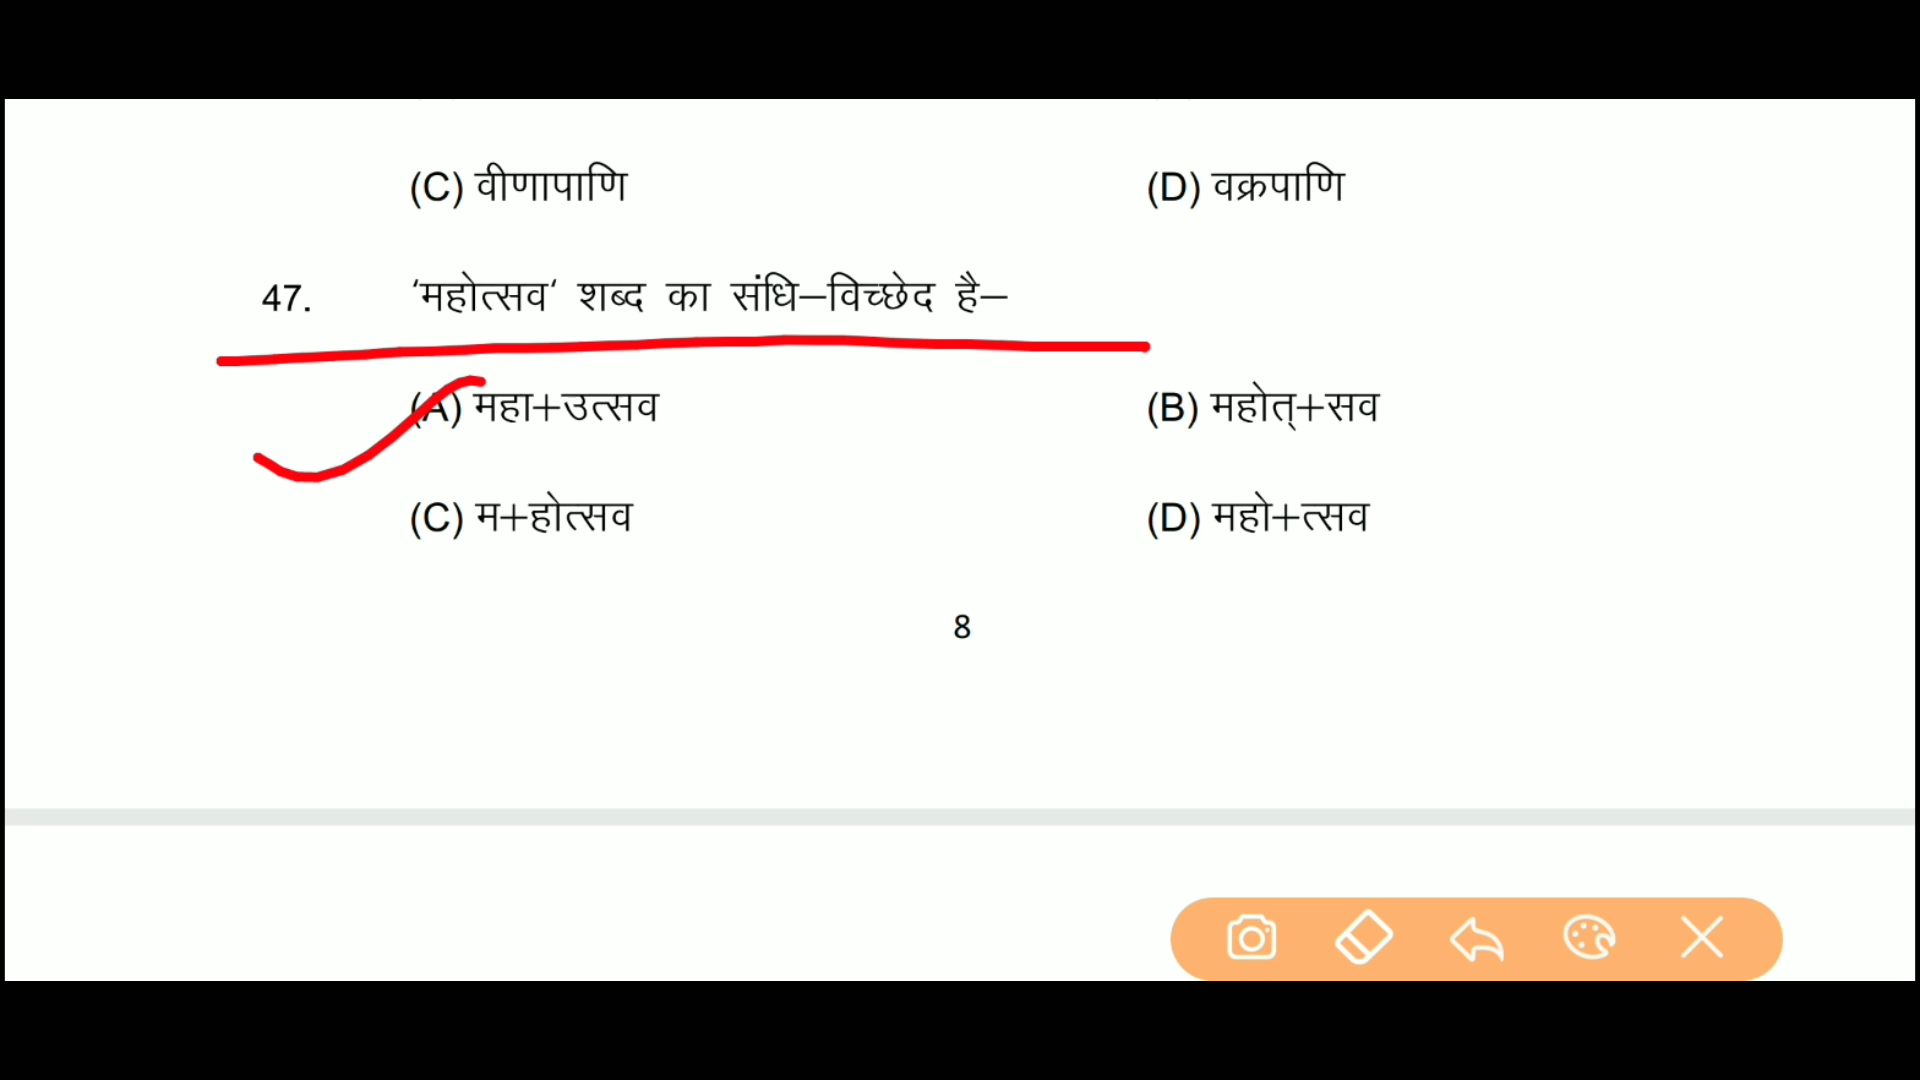 (C) वीणापाणि (D) वक्रपाणि
47. ‘महोत्सव‘ शब्द का संधि–विच्छेद है–
(A) महा+उत्सव (B) महोत्+सव
(C) म+होत्सव (D) महो+त्सव
8